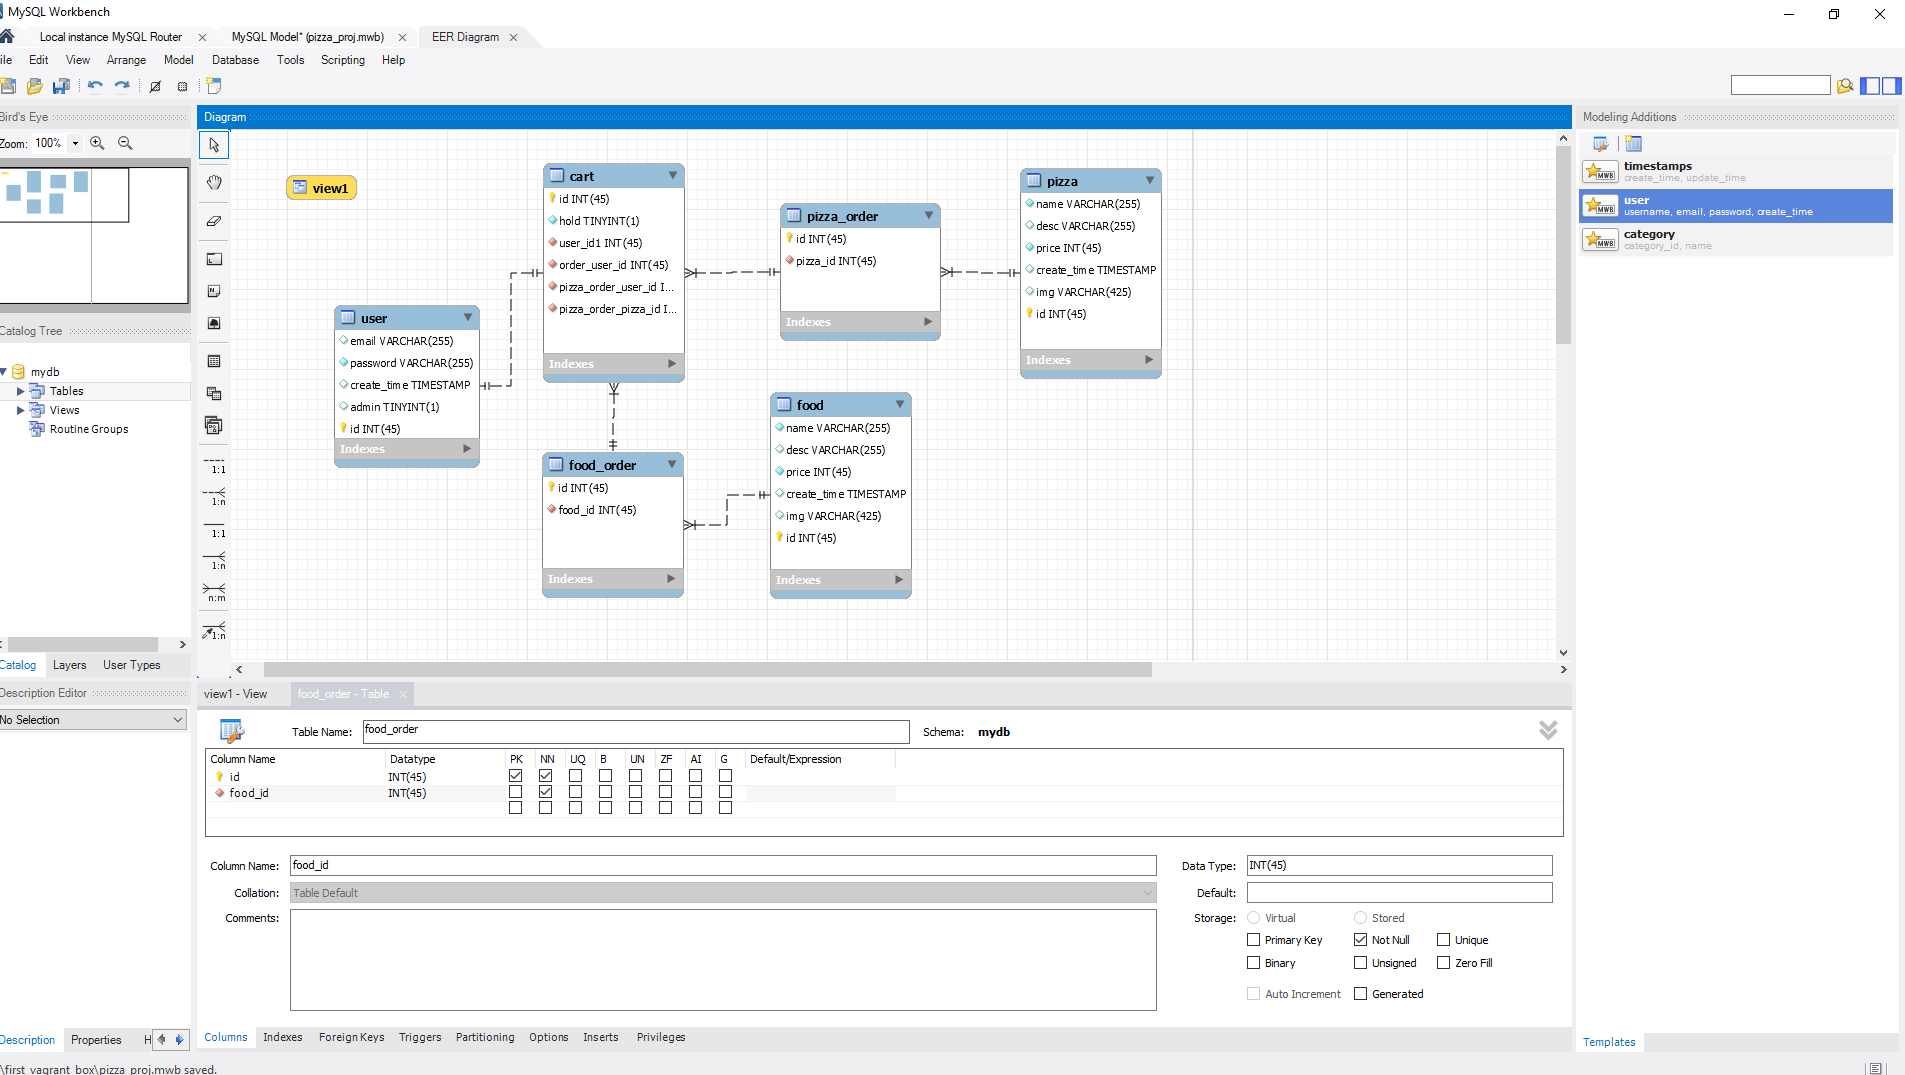 MySQL Workbench
Local instance MySQL Router
MySQL Model* (pizza_proj.mwb)
EER Diagram
ile Edit View Arrange Model Database Tools Scripting Help
Bird's Eye
Zoom: 100%
Diagram
Modeling Additions
timestamps
create_time, update_time
user
username, email, password, create_time
category
category_id, name
MWB
MWB
MWB
view1
cart
id INT(45)
hold TINYINT(1)
user_id1 INT(45)
order_user_id INT(45)
pizza_order_user_id I...
pizza_order_pizza_id I...
Indexes
pizza_order
id INT(45)
pizza_id INT(45)
Indexes
pizza
name VARCHAR(255)
desc VARCHAR(255)
price INT(45)
create_time TIMESTAMP
img VARCHAR(425)
id INT(45)
Indexes
user
email VARCHAR(255)
password VARCHAR(255)
create_time TIMESTAMP
admin TINYINT(1)
id INT(45)
Indexes
food
name VARCHAR(255)
desc VARCHAR(255)
price INT(45)
create_time TIMESTAMP
img VARCHAR(425)
id INT(45)
Indexes
food_order
id INT(45)
food_id INT(45)
Indexes
1:1
1:n
1:1
1:n
n:m
1:n
Catalog Tree
mydb
Tables
Views
Routine Groups
Catalog Layers User Types
Description Editor
No Selection
Description Properties H
view1 - View
food_order - Table
Table Name: food_order
Schema: mydb
Column Name Datatype PK NN UQ B UN ZF AI G Default/Expression
id INT(45)
food_id INT(45)
Column Name: food_id
Collation: Table Default
Comments:
Data Type: INT(45)
Default:
Storage: Virtual Stored
Primary Key Not Null Unique
Binary Unsigned Zero Fill
Auto Increment Generated
Columns Indexes Foreign Keys Triggers Partitioning Options Inserts Privileges
Templates
\first_vagrant_box\pizza_proj.mwb saved.